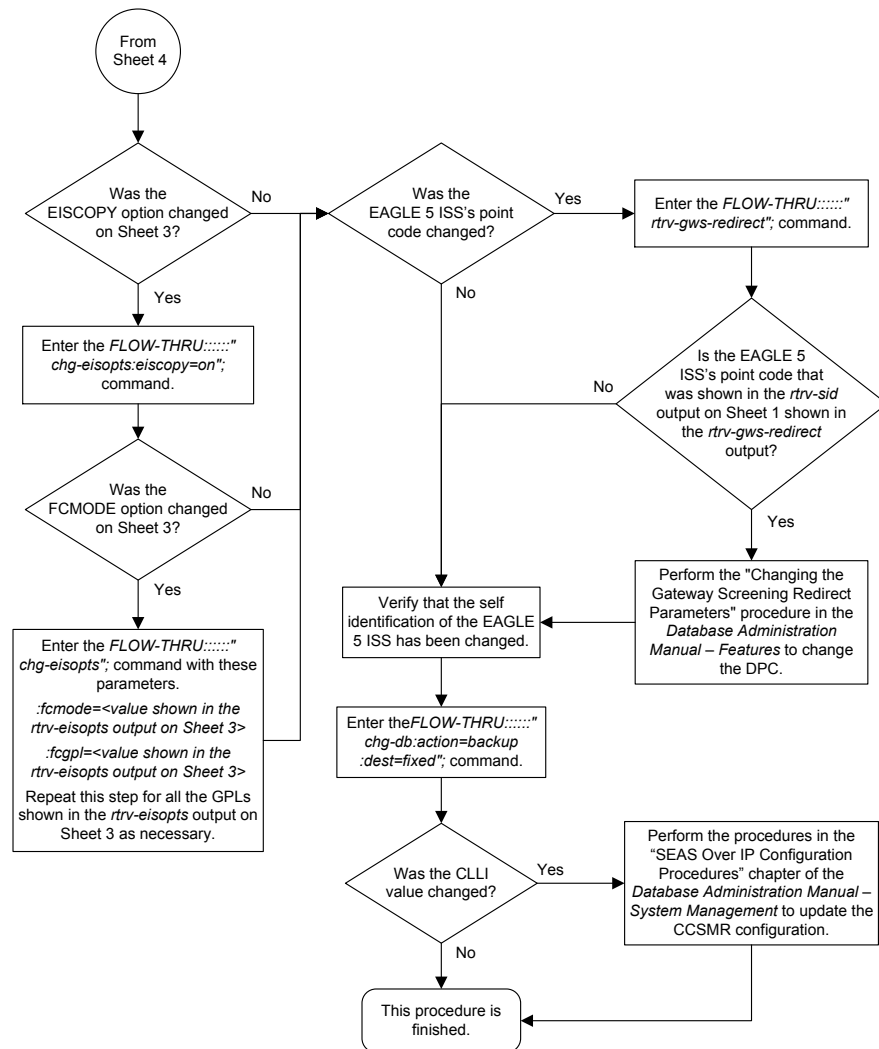 From
Sheet 4
Was the
EISCOPY option changed
on Sheet 3?
No
Yes
Enter the FLOW-THRU::::::"
chg-eisopts:eiscopy=on";
command.
Was the
FCMODE option changed
on Sheet 3?
No
Yes
Enter the FLOW-THRU::::::"
chg-eisopts"; command with these
parameters.
:fcmode=<value shown in the
rtrv-eisopts output on Sheet 3>
:fcgpl=<value shown in the
rtrv-eisopts output on Sheet 3>
Repeat this step for all the GPLs
shown in the rtrv-eisopts output on
Sheet 3 as necessary.
Was the
EAGLE 5 ISS's point
code changed?
Yes
No
Enter the FLOW-THRU::::::"
rtrv-gws-redirect"; command.
Is the EAGLE 5
ISS's point code that
was shown in the rtrv-sid
output on Sheet 1 shown in
the rtrv-gws-redirect
output?
No
Yes
Perform the "Changing the
Gateway Screening Redirect
Parameters" procedure in the
Database Administration
Manual – Features to change
the DPC.
Verify that the self
identification of the EAGLE
5 ISS has been changed.
Enter theFLOW-THRU::::::"
chg-db:action=backup
:dest=fixed"; command.
Was the CLLI
value changed?
Yes
No
Perform the procedures in the
“SEAS Over IP Configuration
Procedures” chapter of the
Database Administration Manual –
System Management to update the
CCSMR configuration.
This procedure is
finished.